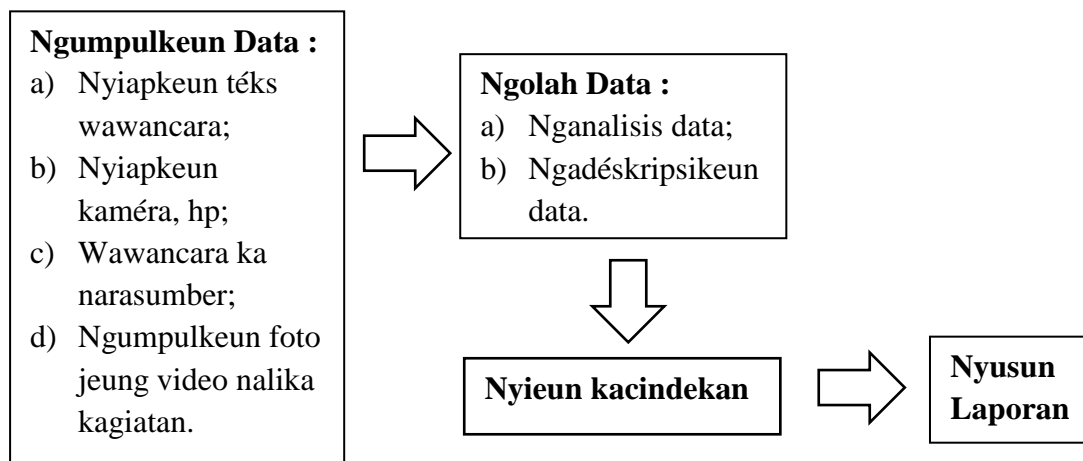 Ngumpulkeun Data :
a) Nyiapkeun téks
wawancara;
b) Nyiapkeun
kaméra, hp;
c) Wawancara ka
narasumber;
d) Ngumpulkeun foto
jeung video nalika
kagiatan.
Ngolah Data :
a) Nganalisis data;
b) Ngadéskripsikeun
data.
Nyieun kacindekan
Nyusun
Laporan